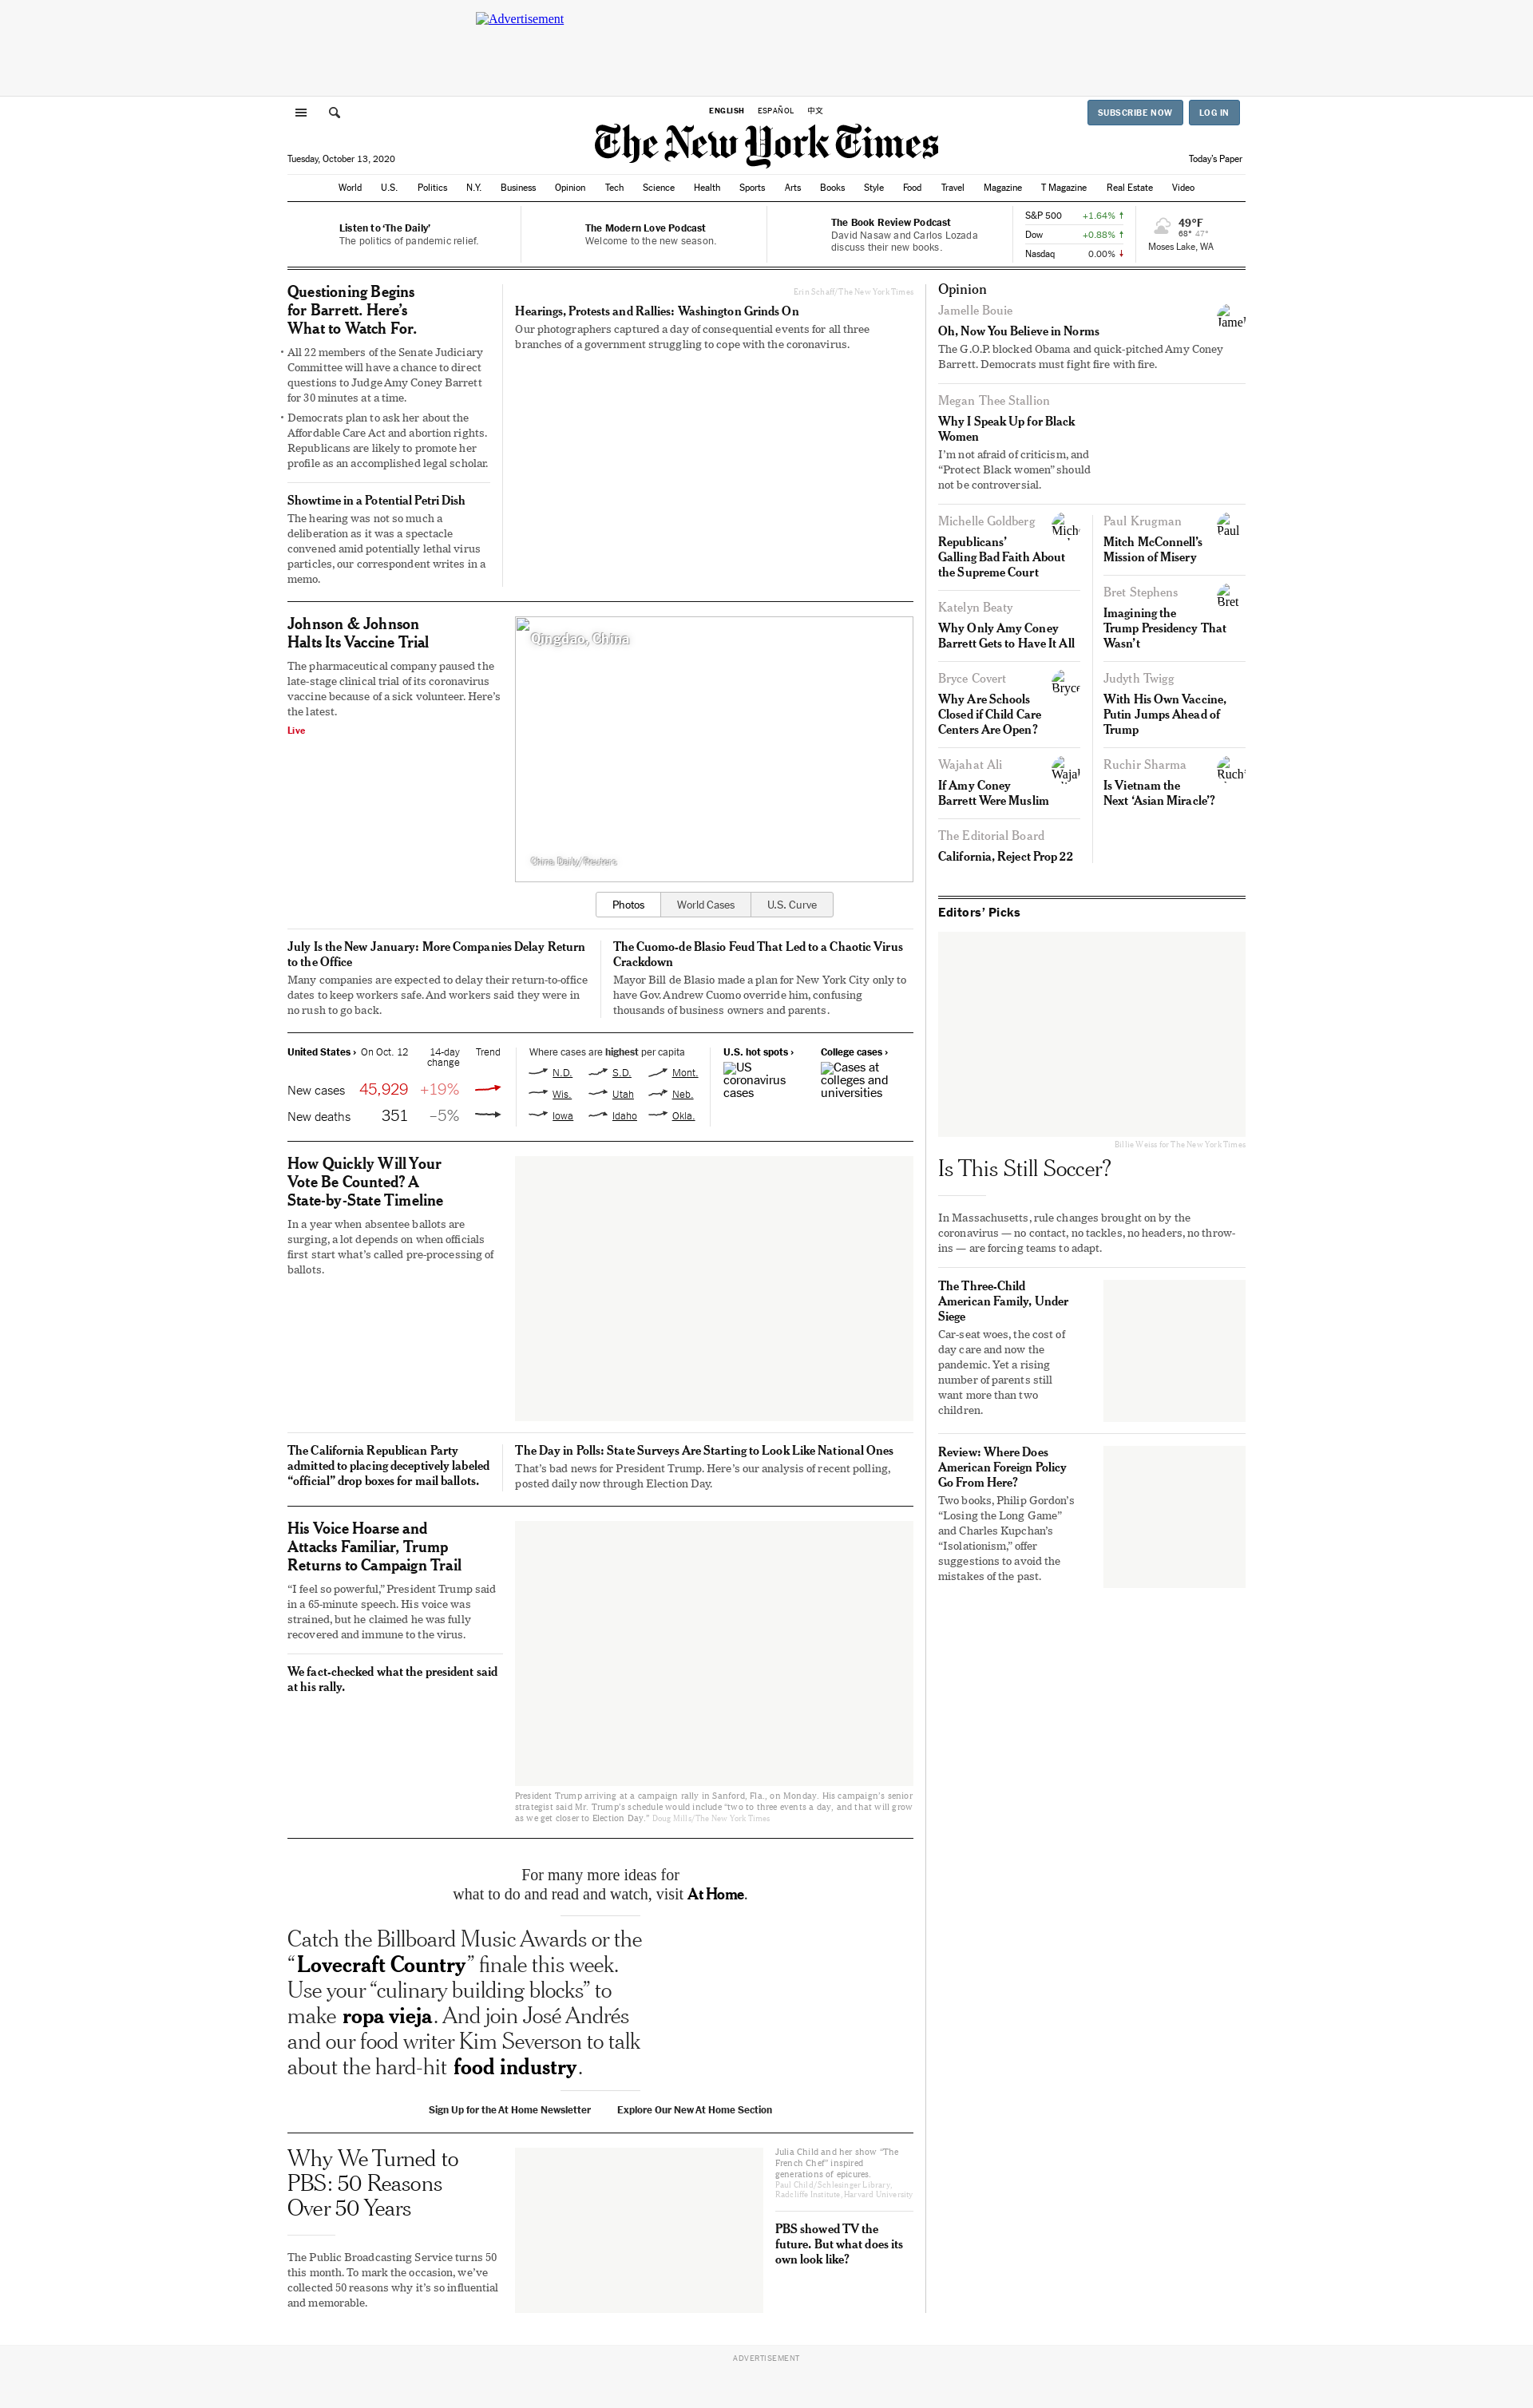 Advertisement
ENGLISH ESPAÑOL 中文
SUBSCRIBE NOW LOG IN
The New York Times
Tuesday, October 13, 2020
Today's Paper
World U.S. Politics N.Y. Business Opinion Tech Science Health Sports Arts Books Style Food Travel Magazine T Magazine Real Estate Video
Listen to ‘The Daily’
The politics of pandemic relief.
The Modern Love Podcast
Welcome to the new season.
The Book Review Podcast
David Nasaw and Carlos Lozada
discuss their new books.
S&P 500 +1.64% ↑
Dow +0.88% ↑
Nasdaq 0.00% ↓
49°F
68° 47°
Moses Lake, WA
Questioning Begins
for Barrett. Here’s
What to Watch For.
• All 22 members of the Senate Judiciary
Committee will have a chance to direct
questions to Judge Amy Coney Barrett
for 30 minutes at a time.
• Democrats plan to ask her about the
Affordable Care Act and abortion rights.
Republicans are likely to promote her
profile as an accomplished legal scholar.
Showtime in a Potential Petri Dish
The hearing was not so much a
deliberation as it was a spectacle
convened amid potentially lethal virus
particles, our correspondent writes in a
memo.
Erin Schaff/The New York Times
Hearings, Protests and Rallies: Washington Grinds On
Our photographers captured a day of consequential events for all three
branches of a government struggling to cope with the coronavirus.
Johnson & Johnson
Halts Its Vaccine Trial
The pharmaceutical company paused the
late-stage clinical trial of its coronavirus
vaccine because of a sick volunteer. Here’s
the latest.
Live
Qingdao, China
China Daily/Reuters
Photos World Cases U.S. Curve
July Is the New January: More Companies Delay Return
to the Office
Many companies are expected to delay their return-to-office
dates to keep workers safe. And workers said they were in
no rush to go back.
The Cuomo-de Blasio Feud That Led to a Chaotic Virus
Crackdown
Mayor Bill de Blasio made a plan for New York City only to
have Gov. Andrew Cuomo override him, confusing
thousands of business owners and parents.
United States › On Oct. 12 14-day
change Trend
New cases 45,929 +19%
New deaths 351 –5%
Where cases are highest per capita
N.D. S.D. Mont.
Wis. Utah Neb.
Iowa Idaho Okla.
U.S. hot spots ›
US
coronavirus
cases
College cases ›
Cases at
colleges and
universities
How Quickly Will Your
Vote Be Counted? A
State-by-State Timeline
In a year when absentee ballots are
surging, a lot depends on when officials
first start what’s called pre-processing of
ballots.
The California Republican Party
admitted to placing deceptively labeled
“official” drop boxes for mail ballots.
The Day in Polls: State Surveys Are Starting to Look Like National Ones
That’s bad news for President Trump. Here’s our analysis of recent polling,
posted daily now through Election Day.
His Voice Hoarse and
Attacks Familiar, Trump
Returns to Campaign Trail
“I feel so powerful,” President Trump said
in a 65-minute speech. His voice was
strained, but he claimed he was fully
recovered and immune to the virus.
We fact-checked what the president said
at his rally.
President Trump arriving at a campaign rally in Sanford, Fla., on Monday. His campaign’s senior
strategist said Mr. Trump’s schedule would include “two to three events a day, and that will grow
as we get closer to Election Day.” Doug Mills/The New York Times
For many more ideas for
what to do and read and watch, visit At Home.
Catch the Billboard Music Awards or the
“Lovecraft Country” finale this week.
Use your “culinary building blocks” to
make ropa vieja. And join José Andrés
and our food writer Kim Severson to talk
about the hard-hit food industry.
Sign Up for the At Home Newsletter Explore Our New At Home Section
Why We Turned to
PBS: 50 Reasons
Over 50 Years
The Public Broadcasting Service turns 50
this month. To mark the occasion, we’ve
collected 50 reasons why it’s so influential
and memorable.
Julia Child and her show “The
French Chef” inspired
generations of epicures.
Paul Child/Schlesinger Library,
Radcliffe Institute, Harvard University
PBS showed TV the
future. But what does its
own look like?
Opinion
Jamelle Bouie
Jamel
Oh, Now You Believe in Norms
The G.O.P. blocked Obama and quick-pitched Amy Coney
Barrett. Democrats must fight fire with fire.
Megan Thee Stallion
Why I Speak Up for Black
Women
I’m not afraid of criticism, and
“Protect Black women” should
not be controversial.
Michelle Goldberg
Miche
Republicans’
Galling Bad Faith About
the Supreme Court
Katelyn Beaty
Why Only Amy Coney
Barrett Gets to Have It All
Bryce Covert
Bryce
Why Are Schools
Closed if Child Care
Centers Are Open?
Wajahat Ali
Wajah
If Amy Coney
Barrett Were Muslim
The Editorial Board
California, Reject Prop 22
Paul Krugman
Paul
Mitch McConnell’s
Mission of Misery
Bret Stephens
Bret
Imagining the
Trump Presidency That
Wasn’t
Judyth Twigg
With His Own Vaccine,
Putin Jumps Ahead of
Trump
Ruchir Sharma
Ruchi
Is Vietnam the
Next ‘Asian Miracle’?
Editors’ Picks
Billie Weiss for The New York Times
Is This Still Soccer?
In Massachusetts, rule changes brought on by the
coronavirus — no contact, no tackles, no headers, no throw-
ins — are forcing teams to adapt.
The Three-Child
American Family, Under
Siege
Car-seat woes, the cost of
day care and now the
pandemic. Yet a rising
number of parents still
want more than two
children.
Review: Where Does
American Foreign Policy
Go From Here?
Two books, Philip Gordon’s
“Losing the Long Game”
and Charles Kupchan’s
“Isolationism,” offer
suggestions to avoid the
mistakes of the past.
ADVERTISEMENT